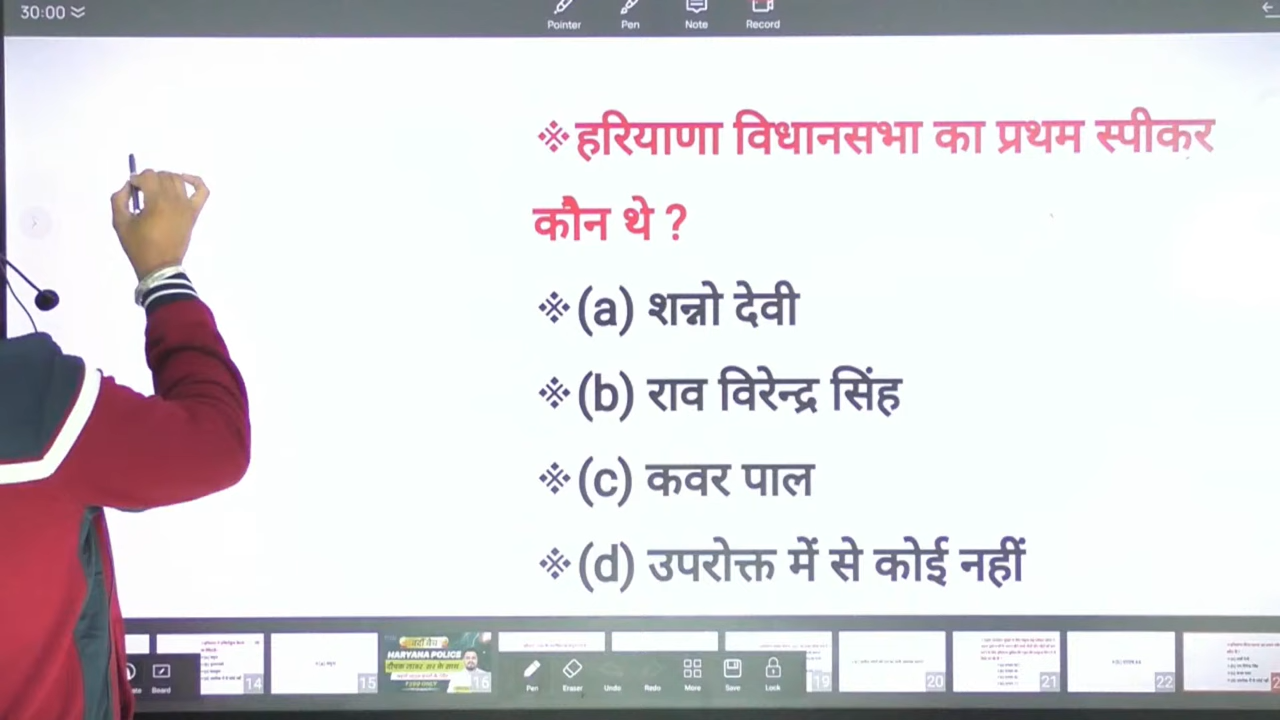 30:00
Pointer Pen Note Record
❖हरियाणा विधानसभा का प्रथम स्पीकर
कौन थे ?
❖(a) शन्नो देवी
❖(b) राव विरेन्द्र सिंह
❖(c) कवर पाल
❖(d) उपरोक्त में से कोई नहीं
HARYANA POLICE
14 15 16 19 20 21 22
Board Pen Eraser Undo Redo More Save Lock